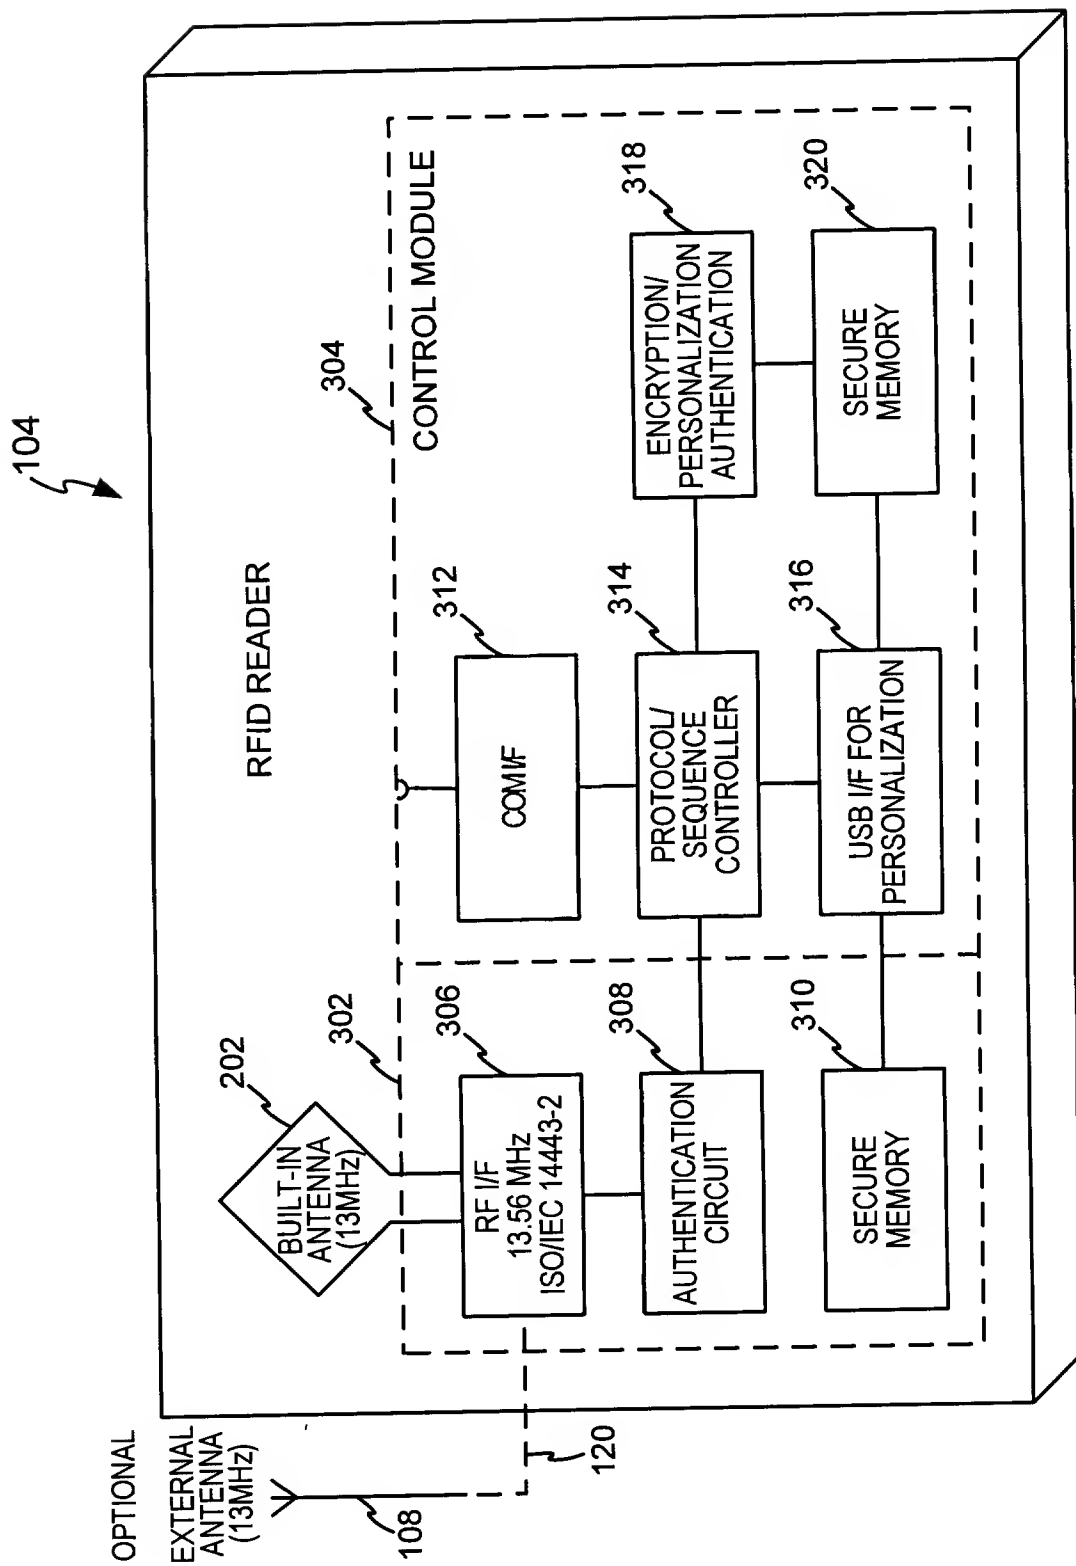 104
RFID READER
304
CONTROL MODULE
202
BUILT-IN
ANTENNA
(13MHz)
302
306
RF I/F
13.56 MHz
ISO/IEC 14443-2
308
AUTHENTICATION
CIRCUIT
310
SECURE
MEMORY
312
COM I/F
314
PROTOCOL/
SEQUENCE
CONTROLLER
316
USB I/F FOR
PERSONALIZATION
318
ENCRYPTION/
PERSONALIZATION
AUTHENTICATION
320
SECURE
MEMORY
OPTIONAL
EXTERNAL
ANTENNA
(13MHz)
108
120